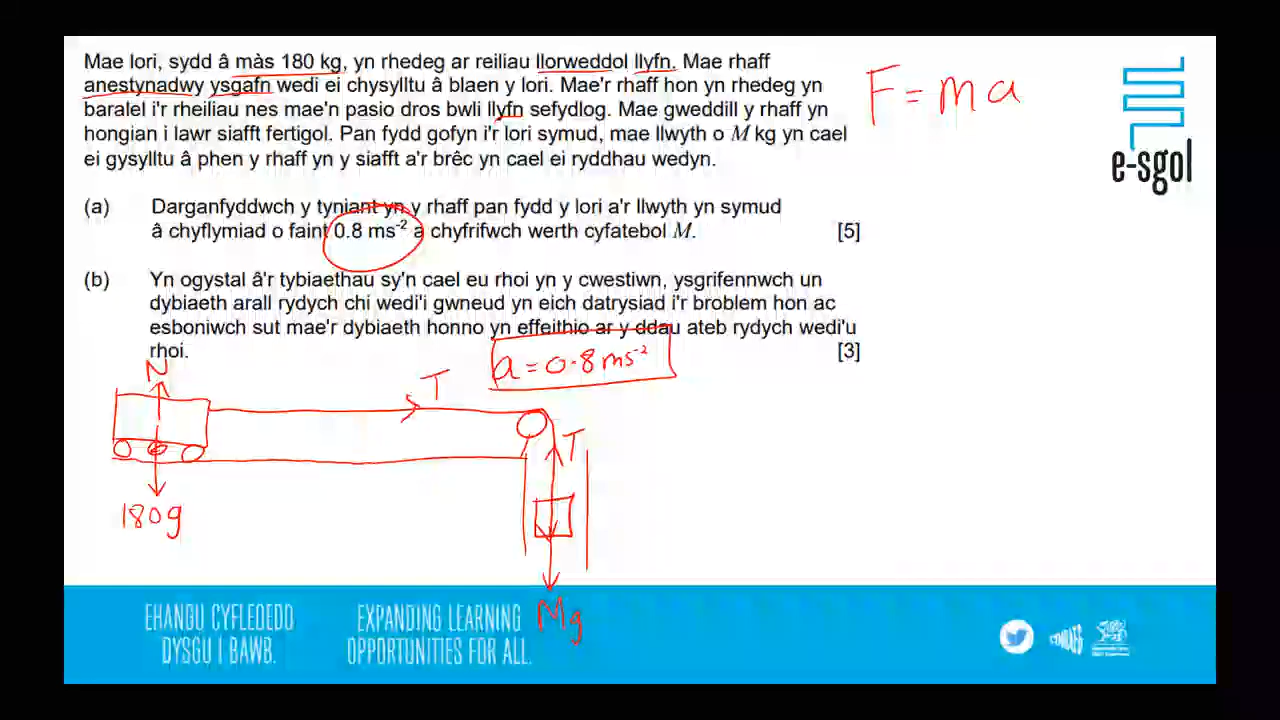 Mae lori, sydd â màs 180 kg, yn rhedeg ar reiliau llorweddol llyfn. Mae rhaff
anestynadwy ysgafn wedi ei chysylltu â blaen y lori. Mae'r rhaff hon yn rhedeg yn
baralel i'r rheiliau nes mae'n pasio dros bwli llyfn sefydlog. Mae gweddill y rhaff yn
hongian i lawr siafft fertigol. Pan fydd gofyn i'r lori symud, mae llwyth o M kg yn cael
ei gysylltu â phen y rhaff yn y siafft a'r brêc yn cael ei ryddhau wedyn.
F = ma
e-sgol
(a) Darganfyddwch y tyniant yn y rhaff pan fydd y lori a'r llwyth yn symud
â chyflymiad o faint 0.8 ms⁻² a chyfrifwch werth cyfatebol M. [5]
(b) Yn ogystal â'r tybiaethau sy'n cael eu rhoi yn y cwestiwn, ysgrifennwch un
dybiaeth arall rydych chi wedi'i gwneud yn eich datrysiad i'r broblem hon ac
esboniwch sut mae'r dybiaeth honno yn effeithio ar y ddau ateb rydych wedi'u
rhoi. [3]
a = 0.8 ms⁻²
N
T
T
180g
Mg
EHANGU CYFLEOEDD
DYSGU I BAWB.
EXPANDING LEARNING
OPPORTUNITIES FOR ALL.